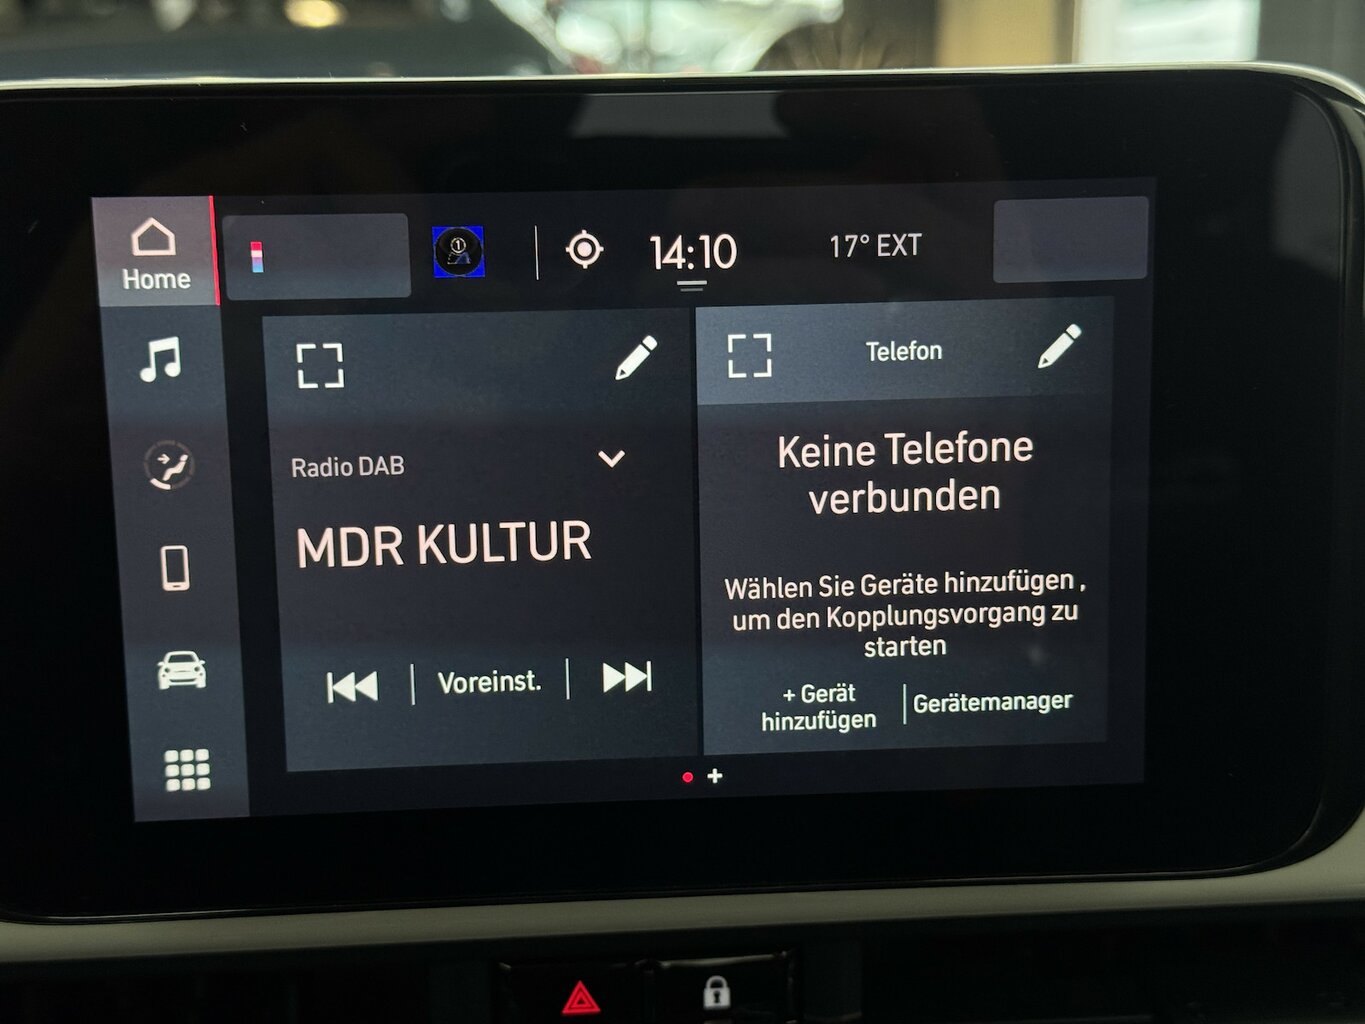 Home
14:10
17° EXT
Radio DAB
MDR KULTUR
Voreinst.
Telefon
Keine Telefone
verbunden
Wählen Sie Geräte hinzufügen ,
um den Kopplungsvorgang zu
starten
+ Gerät
hinzufügen
Gerätemanager